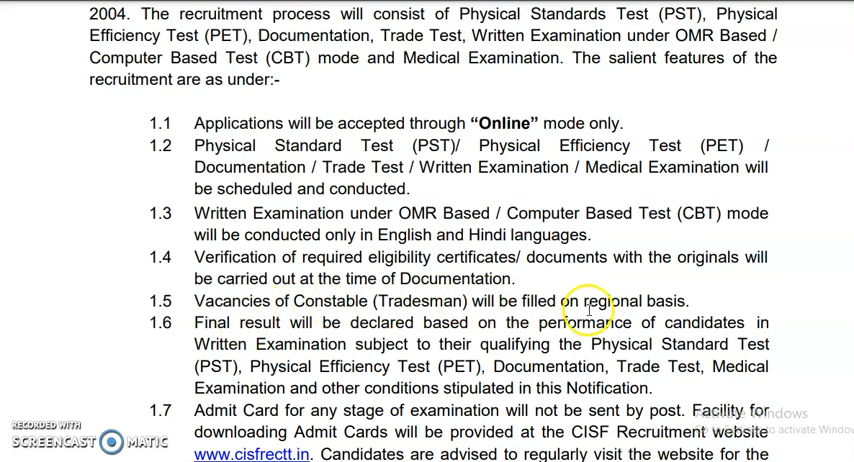 2004. The recruitment process will consist of Physical Standards Test (PST), Physical
Efficiency Test (PET), Documentation, Trade Test, Written Examination under OMR Based /
Computer Based Test (CBT) mode and Medical Examination. The salient features of the
recruitment are as under:-
1.1 Applications will be accepted through “Online” mode only.
1.2 Physical Standard Test (PST)/ Physical Efficiency Test (PET) /
Documentation / Trade Test / Written Examination / Medical Examination will
be scheduled and conducted.
1.3 Written Examination under OMR Based / Computer Based Test (CBT) mode
will be conducted only in English and Hindi languages.
1.4 Verification of required eligibility certificates/ documents with the originals will
be carried out at the time of Documentation.
1.5 Vacancies of Constable (Tradesman) will be filled on regional basis.
1.6 Final result will be declared based on the performance of candidates in
Written Examination subject to their qualifying the Physical Standard Test
(PST), Physical Efficiency Test (PET), Documentation, Trade Test, Medical
Examination and other conditions stipulated in this Notification.
1.7 Admit Card for any stage of examination will not be sent by post. Facility for
downloading Admit Cards will be provided at the CISF Recruitment website
www.cisfrectt.in. Candidates are advised to regularly visit the website for the
Activate Windows
Go to Settings to activate Window
RECORDED WITH
SCREENCAST MATIC